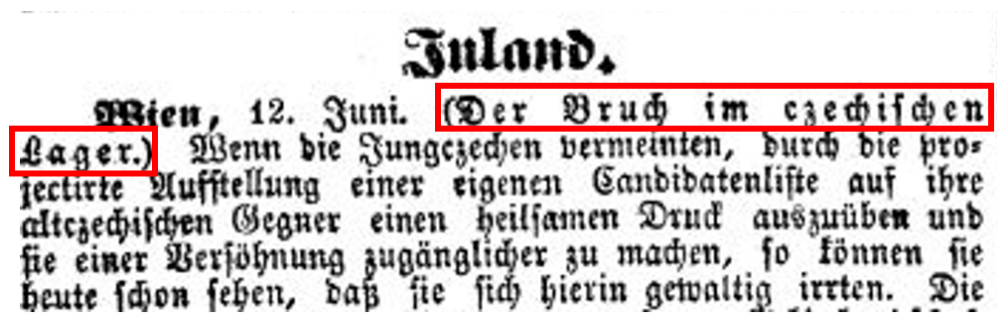 Inland.
Wien, 12. Juni. (Der Bruch im czechischen
Lager.) Wenn die Jungczechen vermeinten, durch die pro-
jectirte Aufstellung einer eigenen Candidatenliste auf ihre
altczechischen Gegner einen heilsamen Druck auszuüben und
sie einer Versöhnung zugänglicher zu machen, so können sie
heute schon sehen, daß sie sich hierin gewaltig irrten. Die